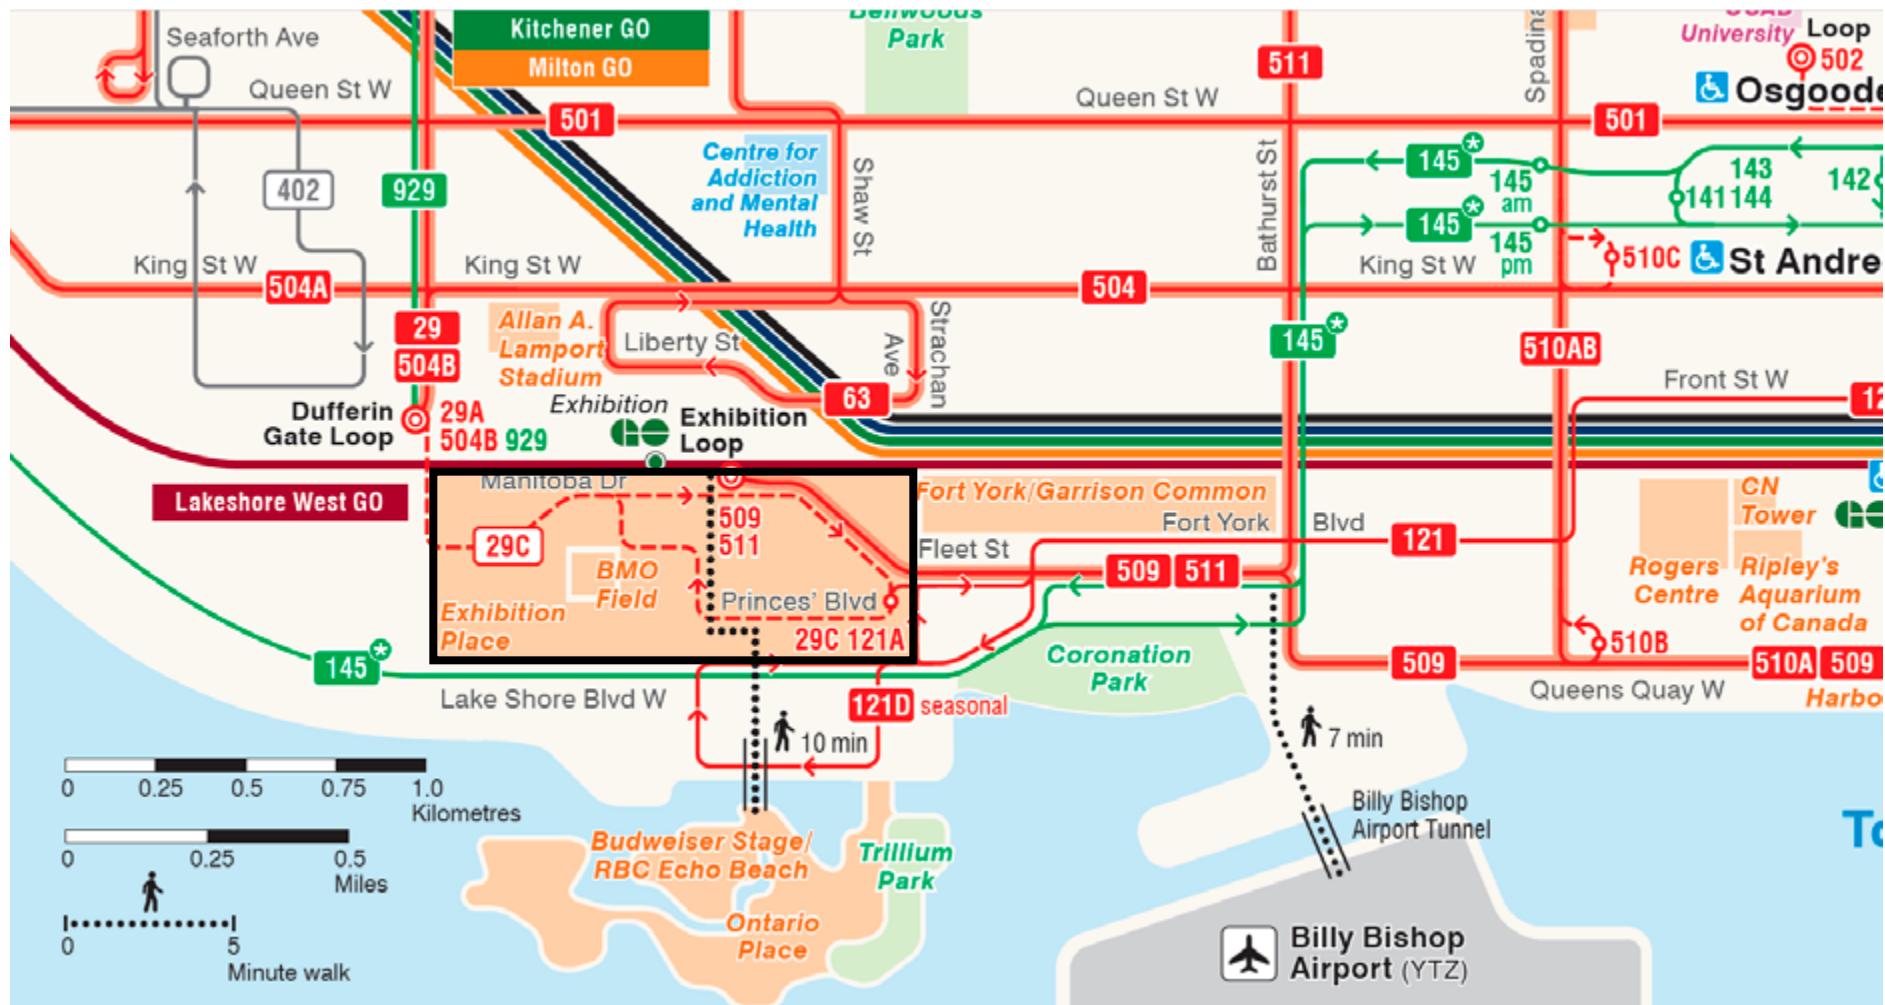 Kitchener GO
Milton GO
Bellwoods
Park
Seaforth Ave
Queen St W
Queen St W
511
Spadina
OCAD
University
Loop
502
Osgoode
501
501
402
929
Centre for
Addiction
and Mental
Health
Shaw St
Bathurst St
145*
145
am
143
141 144
142
145*
145
pm
510C
St Andre
King St W
King St W
King St W
504A
504
29
504B
Allan A.
Lamport
Stadium
Liberty St
Strachan
Ave
145*
510AB
Front St W
63
12
Dufferin
Gate Loop
29A
504B 929
Exhibition
GO
Exhibition
Loop
Lakeshore West GO
Manitoba Dr
509
511
29C
BMO
Field
Princes' Blvd
Exhibition
Place
29C 121A
Fort York/Garrison Common
Fort York
Blvd
Fleet St
121
509
511
CN
Tower
GO
Rogers
Centre
Ripley's
Aquarium
of Canada
145*
Lake Shore Blvd W
Coronation
Park
510B
509
510A
509
Queens Quay W
Harbo
121D
seasonal
10 min
7 min
0
0.25
0.5
0.75
1.0
Kilometres
0
0.25
0.5
Miles
0
5
Minute walk
Budweiser Stage/
RBC Echo Beach
Trillium
Park
Ontario
Place
Billy Bishop
Airport Tunnel
To
Billy Bishop
Airport (YTZ)